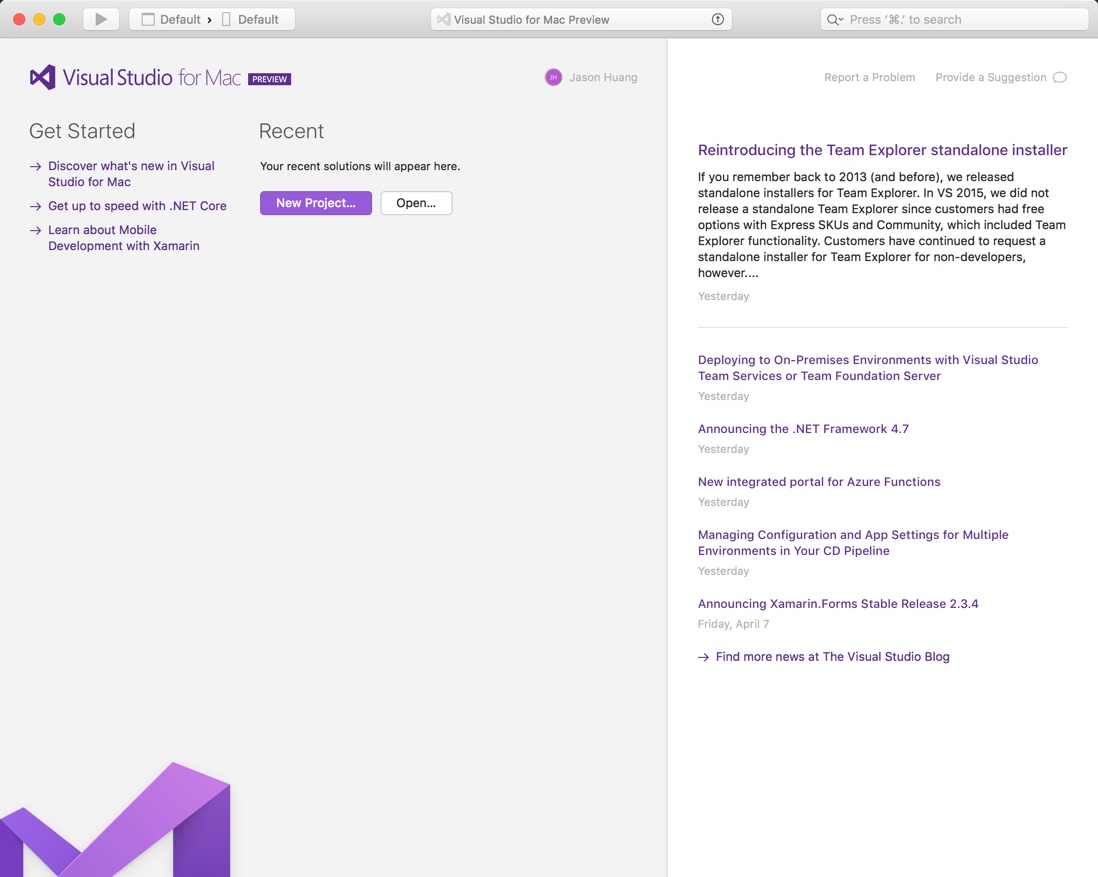 Default › Default
Visual Studio for Mac Preview
Press '⌘.' to search
Visual Studio for Mac PREVIEW
JH Jason Huang
Get Started
Discover what's new in Visual
Studio for Mac
Get up to speed with .NET Core
Learn about Mobile
Development with Xamarin
Recent
Your recent solutions will appear here.
New Project...
Open...
Report a Problem
Provide a Suggestion
Reintroducing the Team Explorer standalone installer
If you remember back to 2013 (and before), we released
standalone installers for Team Explorer. In VS 2015, we did not
release a standalone Team Explorer since customers had free
options with Express SKUs and Community, which included Team
Explorer functionality. Customers have continued to request a
standalone installer for Team Explorer for non-developers,
however....
Yesterday
Deploying to On-Premises Environments with Visual Studio
Team Services or Team Foundation Server
Yesterday
Announcing the .NET Framework 4.7
Yesterday
New integrated portal for Azure Functions
Yesterday
Managing Configuration and App Settings for Multiple
Environments in Your CD Pipeline
Yesterday
Announcing Xamarin.Forms Stable Release 2.3.4
Friday, April 7
Find more news at The Visual Studio Blog